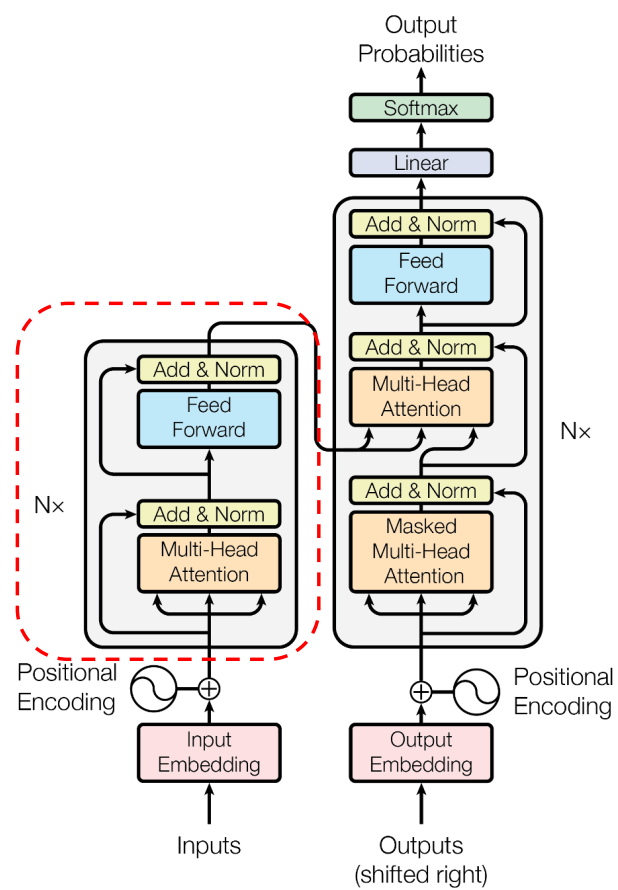 Output
Probabilities
Softmax
Linear
Add & Norm
Feed
Forward
Add & Norm
Multi-Head
Attention
Add & Norm
Masked
Multi-Head
Attention
N×
Positional
Encoding
Output
Embedding
Outputs
(shifted right)
Add & Norm
Feed
Forward
Add & Norm
Multi-Head
Attention
N×
Positional
Encoding
Input
Embedding
Inputs